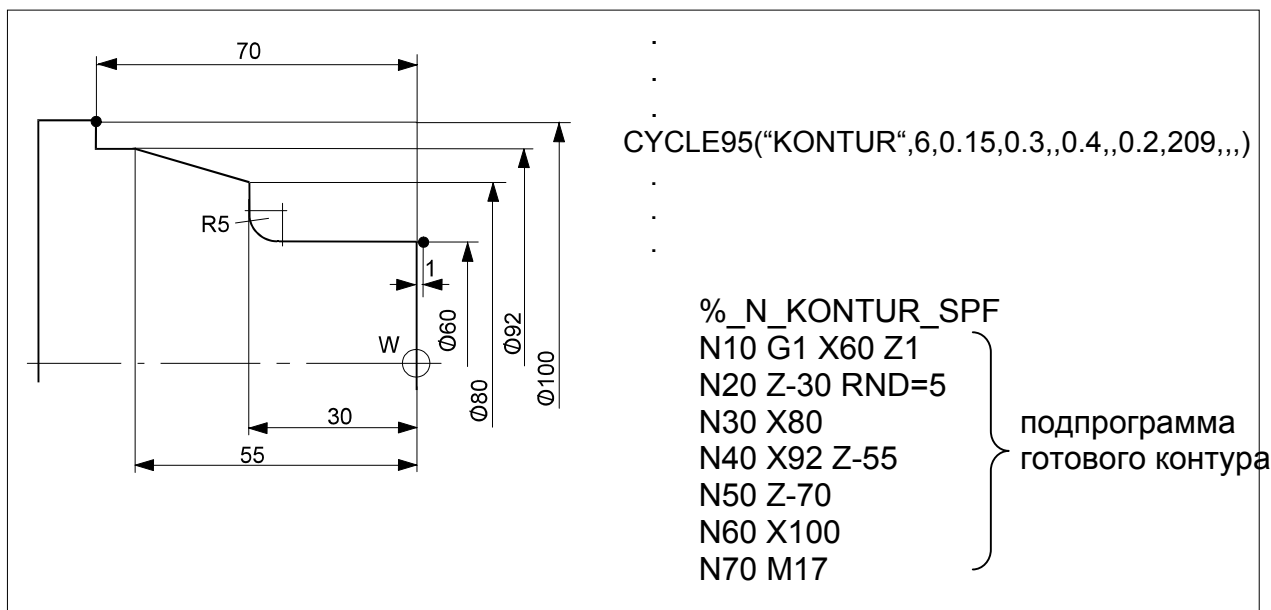 70
R5
1
W
Ø60
Ø92
Ø80
Ø100
30
55
.
.
.
CYCLE95(“KONTUR“,6,0.15,0.3,,0.4,,0.2,209,,,)
.
.
.
%_N_KONTUR_SPF
N10 G1 X60 Z1
N20 Z-30 RND=5
N30 X80
N40 X92 Z-55
N50 Z-70
N60 X100
N70 M17
подпрограмма
готового контура